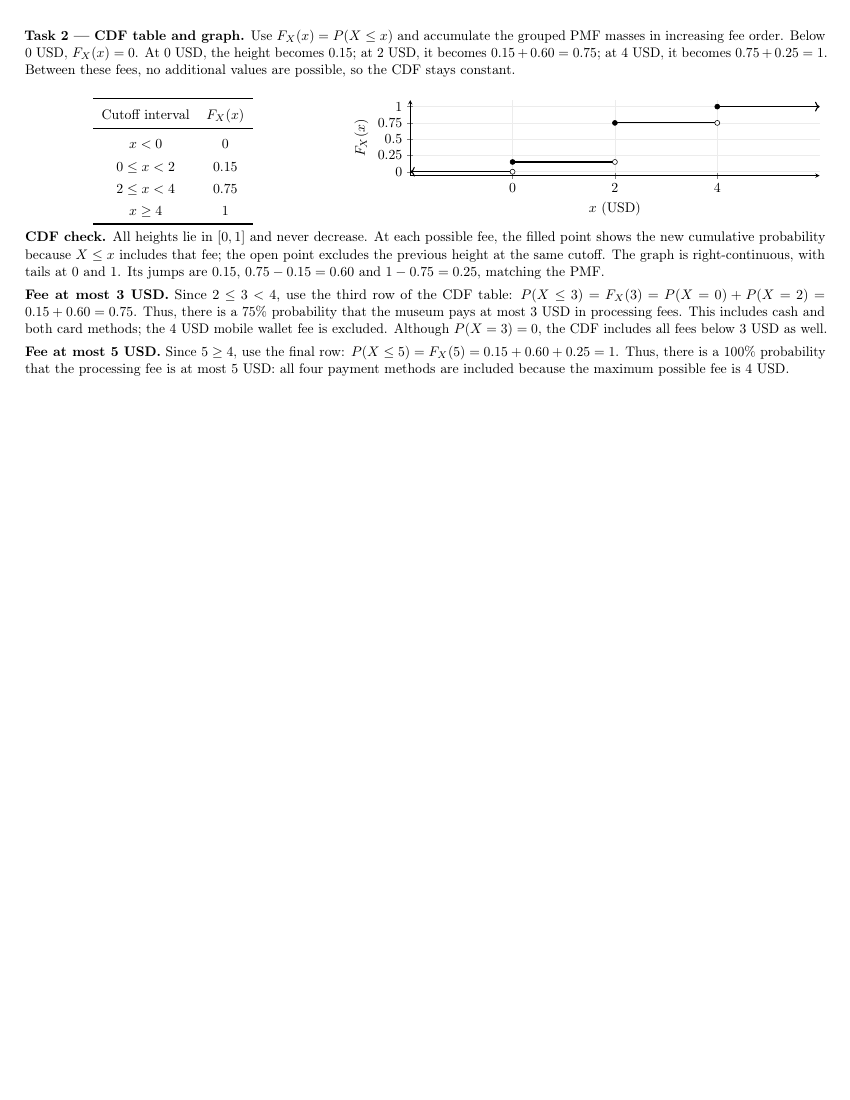 Task 2 — CDF table and graph. Use F_X(x) = P(X ≤ x) and accumulate the grouped PMF masses in increasing fee order. Below
0 USD, F_X(x) = 0. At 0 USD, the height becomes 0.15; at 2 USD, it becomes 0.15 + 0.60 = 0.75; at 4 USD, it becomes 0.75 + 0.25 = 1.
Between these fees, no additional values are possible, so the CDF stays constant.
Cutoff interval F_X(x)
x < 0 0
0 ≤ x < 2 0.15
2 ≤ x < 4 0.75
x ≥ 4 1
F_X(x)
1
0.75
0.5
0.25
0
0 2 4
x (USD)
CDF check. All heights lie in [0, 1] and never decrease. At each possible fee, the filled point shows the new cumulative probability
because X ≤ x includes that fee; the open point excludes the previous height at the same cutoff. The graph is right-continuous, with
tails at 0 and 1. Its jumps are 0.15, 0.75 − 0.15 = 0.60 and 1 − 0.75 = 0.25, matching the PMF.
Fee at most 3 USD. Since 2 ≤ 3 < 4, use the third row of the CDF table: P(X ≤ 3) = F_X(3) = P(X = 0) + P(X = 2) =
0.15 + 0.60 = 0.75. Thus, there is a 75% probability that the museum pays at most 3 USD in processing fees. This includes cash and
both card methods; the 4 USD mobile wallet fee is excluded. Although P(X = 3) = 0, the CDF includes all fees below 3 USD as well.
Fee at most 5 USD. Since 5 ≥ 4, use the final row: P(X ≤ 5) = F_X(5) = 0.15 + 0.60 + 0.25 = 1. Thus, there is a 100% probability
that the processing fee is at most 5 USD: all four payment methods are included because the maximum possible fee is 4 USD.